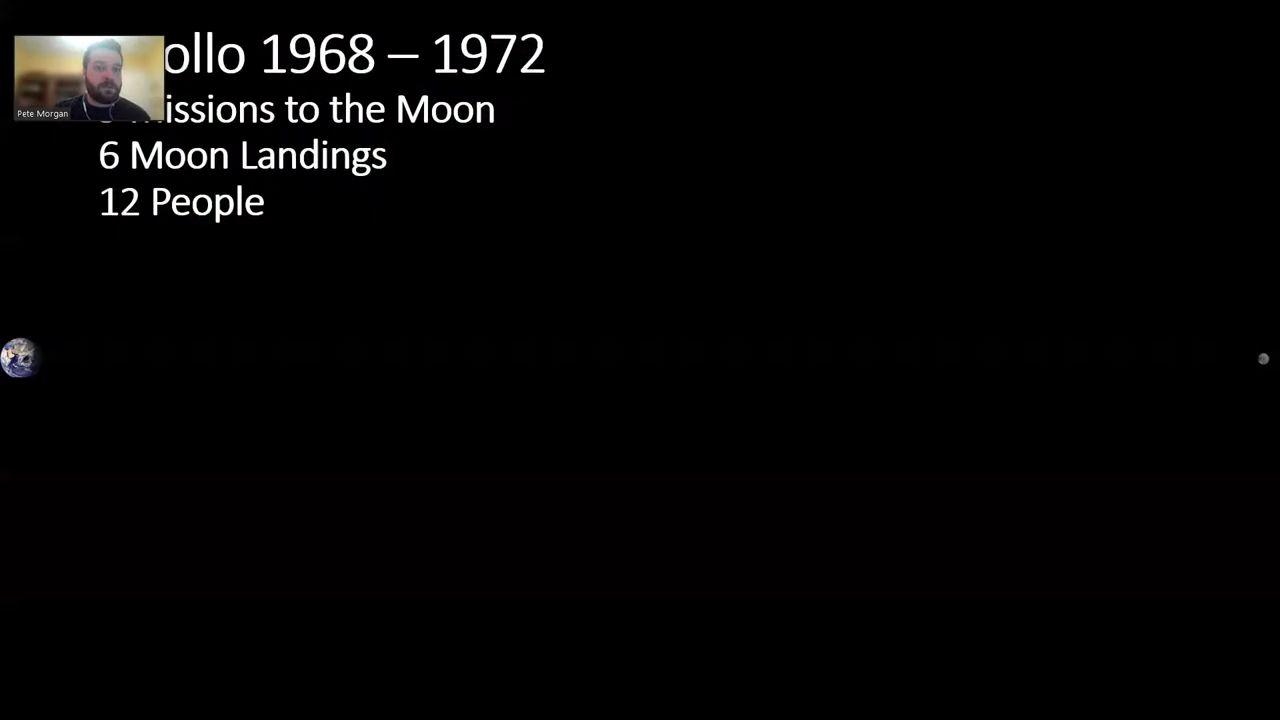 ollo 1968 – 1972
Pete Morgan
issions to the Moon
6 Moon Landings
12 People